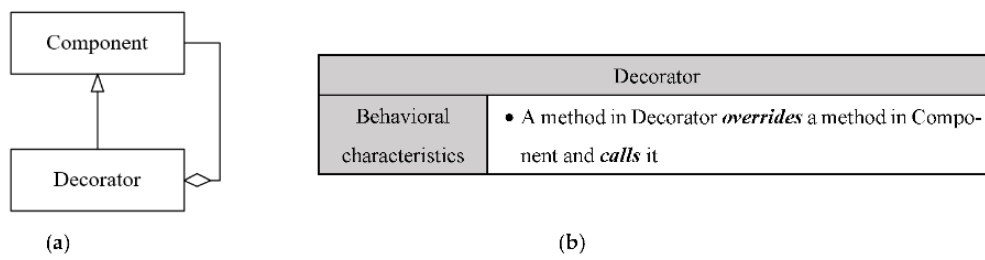 Component
Decorator
(a)
Decorator
Behavioral
characteristics
• A method in Decorator overrides a method in Compo-
nent and calls it
(b)